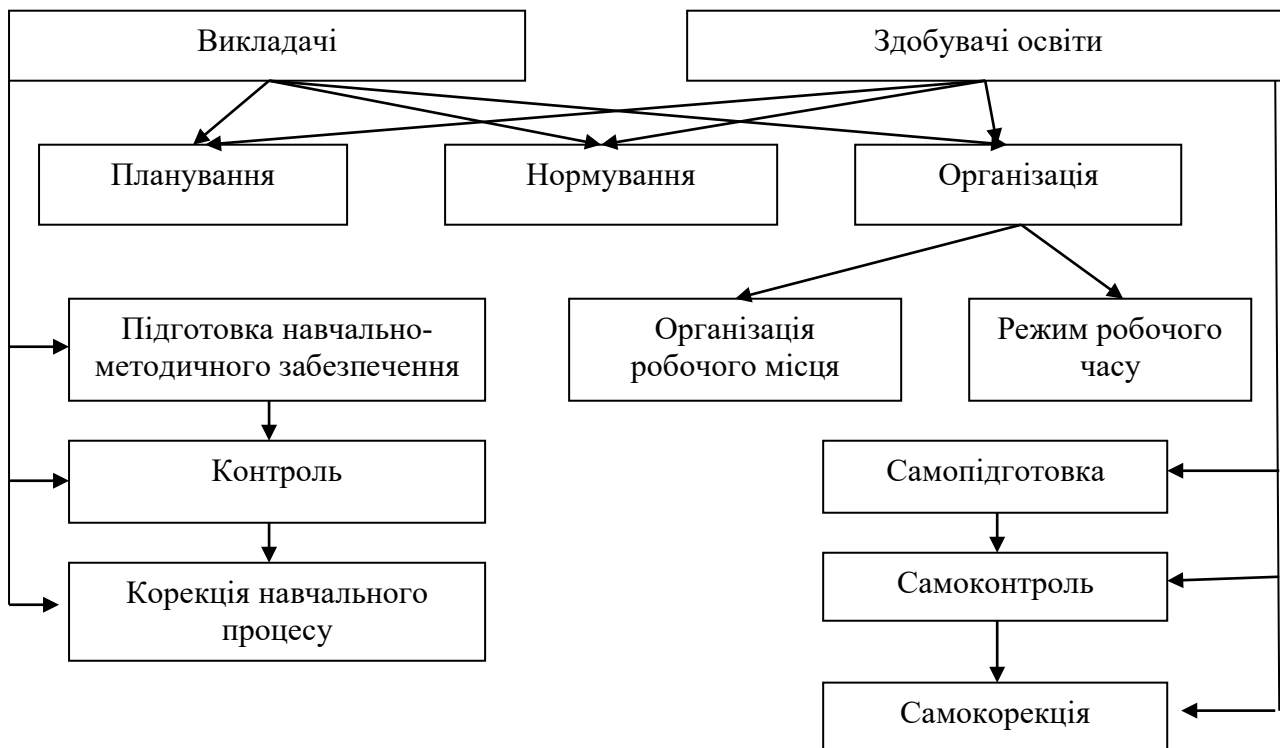 Викладачі
Здобувачі освіти
Планування
Нормування
Організація
Підготовка навчально-
методичного забезпечення
Організація
робочого місця
Режим робочого
часу
Контроль
Самопідготовка
Корекція навчального
процесу
Самоконтроль
Самокорекція